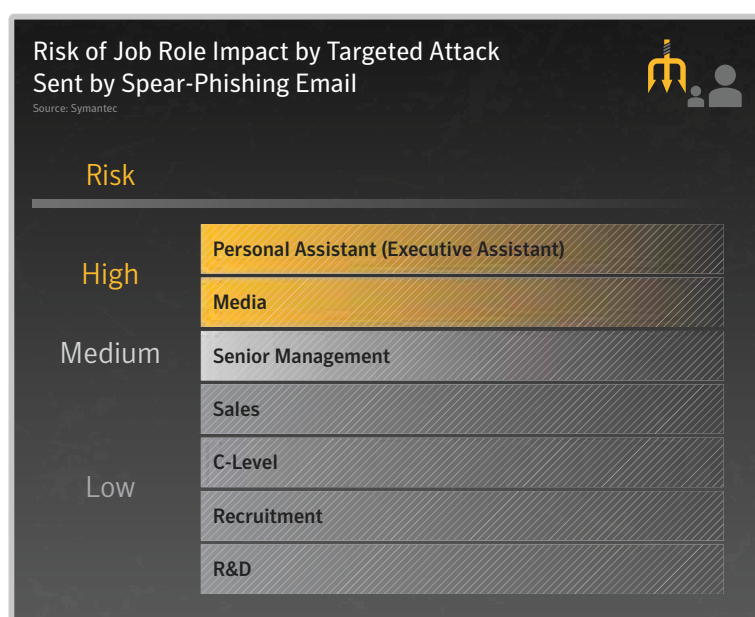 Risk of Job Role Impact by Targeted Attack
Sent by Spear-Phishing Email
Source: Symantec
Risk
High
Personal Assistant (Executive Assistant)
Media
Medium
Senior Management
Low
Sales
C-Level
Recruitment
R&D